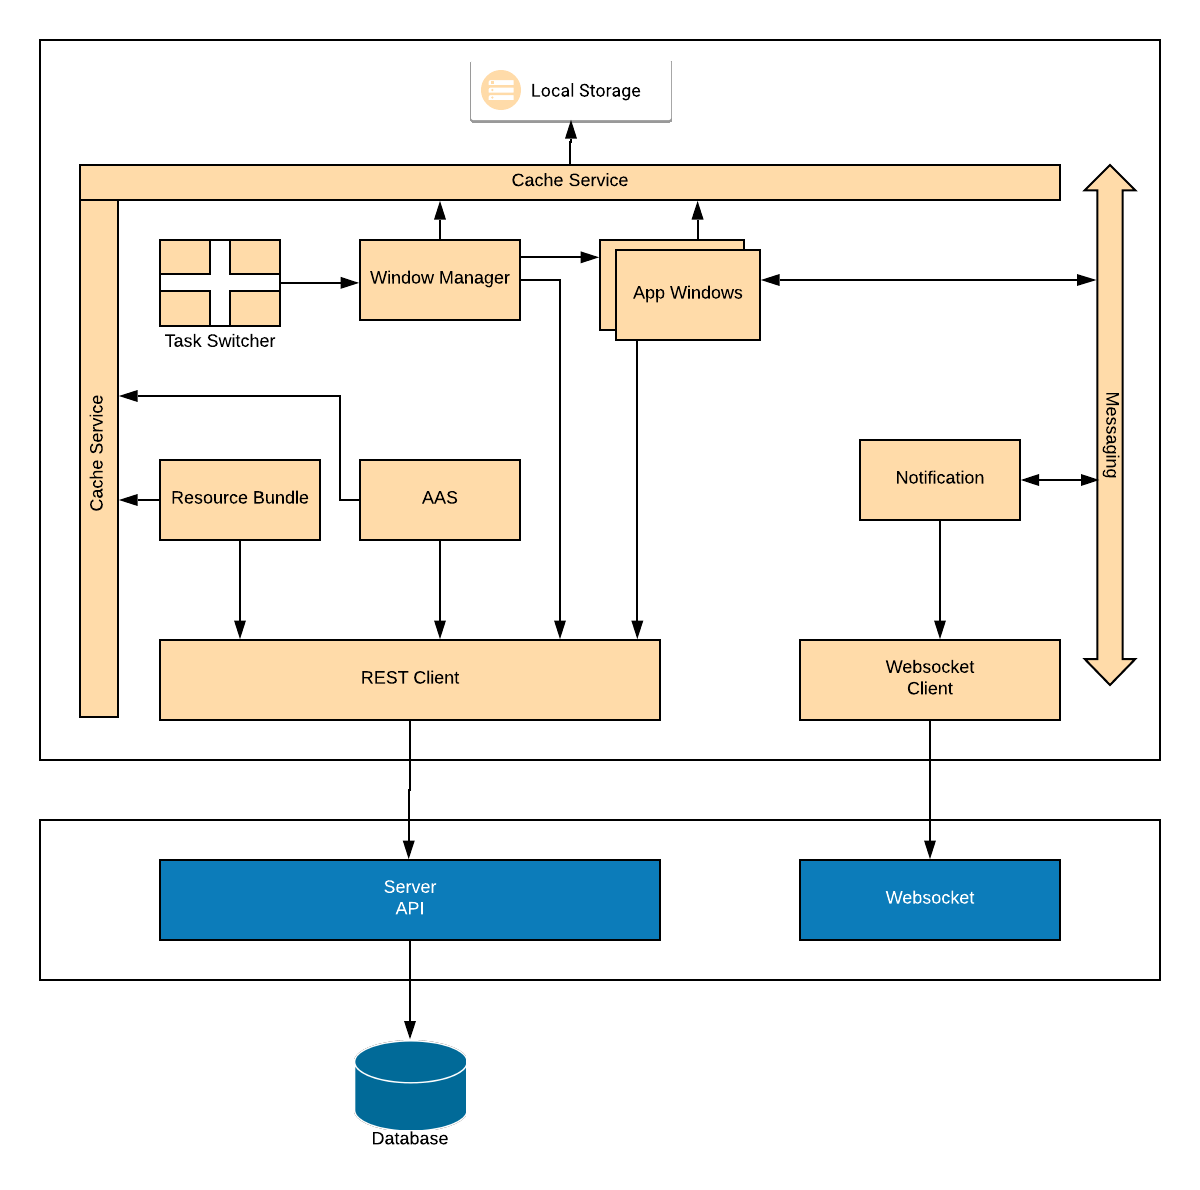 Local Storage
Cache Service
Window Manager
App Windows
Task Switcher
Cache Service
Messaging
Resource Bundle
AAS
Notification
REST Client
Websocket
Client
Server
API
Websocket
Database